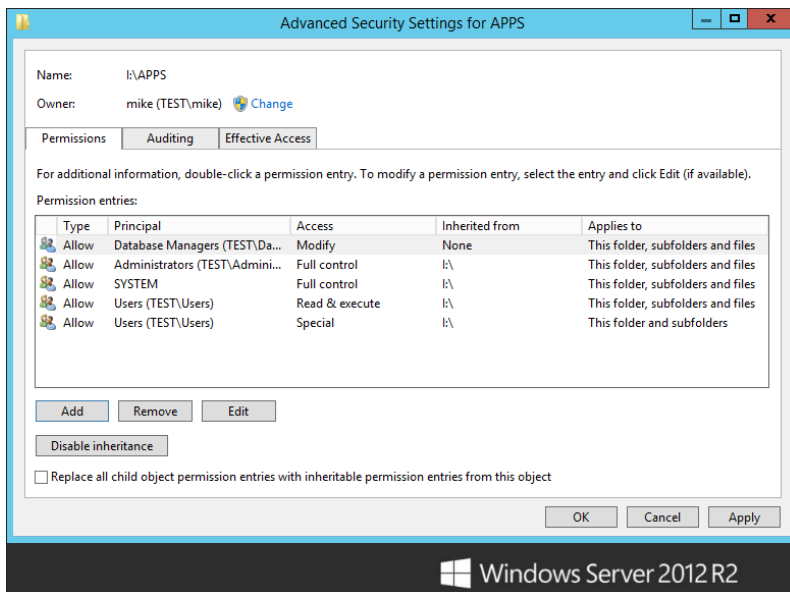 Advanced Security Settings for APPS
Name: I:\APPS
Owner: mike (TEST\mike) Change
Permissions Auditing Effective Access
For additional information, double-click a permission entry. To modify a permission entry, select the entry and click Edit (if available).
Permission entries:
Type Principal Access Inherited from Applies to
Allow Database Managers (TEST\Da... Modify None This folder, subfolders and files
Allow Administrators (TEST\Admini... Full control I:\ This folder, subfolders and files
Allow SYSTEM Full control I:\ This folder, subfolders and files
Allow Users (TEST\Users) Read & execute I:\ This folder, subfolders and files
Allow Users (TEST\Users) Special I:\ This folder and subfolders
Add Remove Edit
Disable inheritance
Replace all child object permission entries with inheritable permission entries from this object
OK Cancel Apply
Windows Server 2012 R2